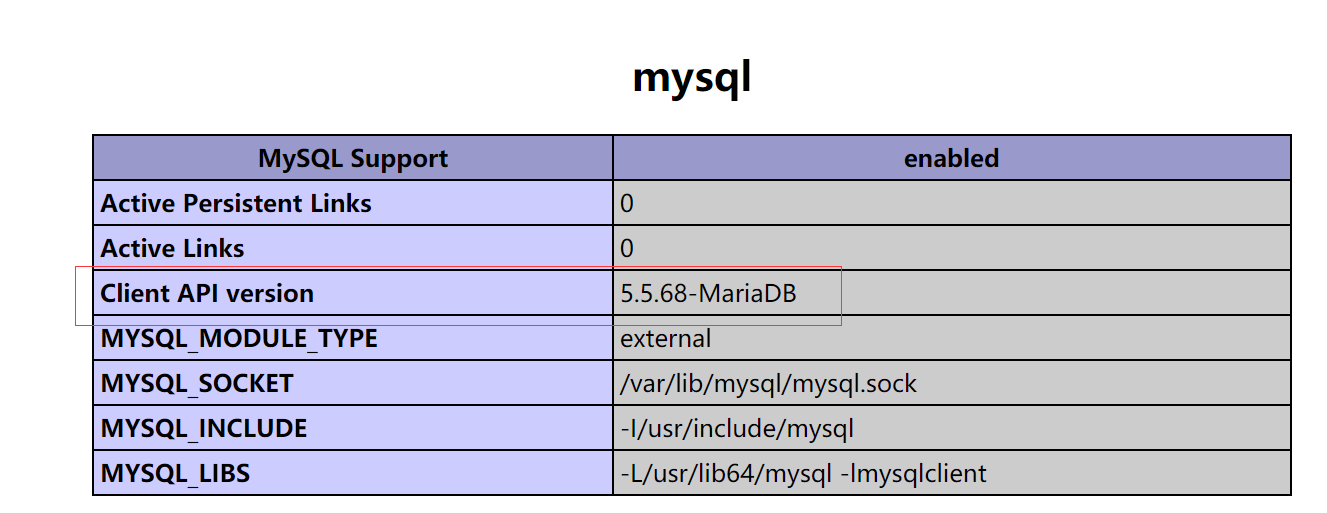 mysql
MySQL Support enabled
Active Persistent Links 0
Active Links 0
Client API version 5.5.68-MariaDB
MYSQL_MODULE_TYPE external
MYSQL_SOCKET /var/lib/mysql/mysql.sock
MYSQL_INCLUDE -I/usr/include/mysql
MYSQL_LIBS -L/usr/lib64/mysql -lmysqlclient